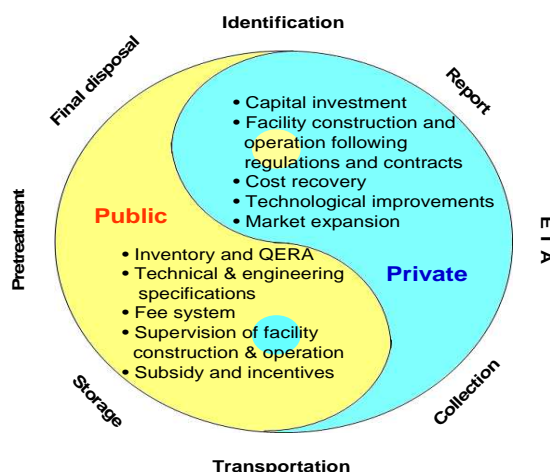 Identification
Final disposal
Report
• Capital investment
• Facility construction and
operation following
regulations and contracts
• Cost recovery
• Technological improvements
• Market expansion
Public
Pretreatment
E I A
• Inventory and QERA
• Technical & engineering
specifications
• Fee system
• Supervision of facility
construction & operation
• Subsidy and incentives
Private
Storage
Collection
Transportation